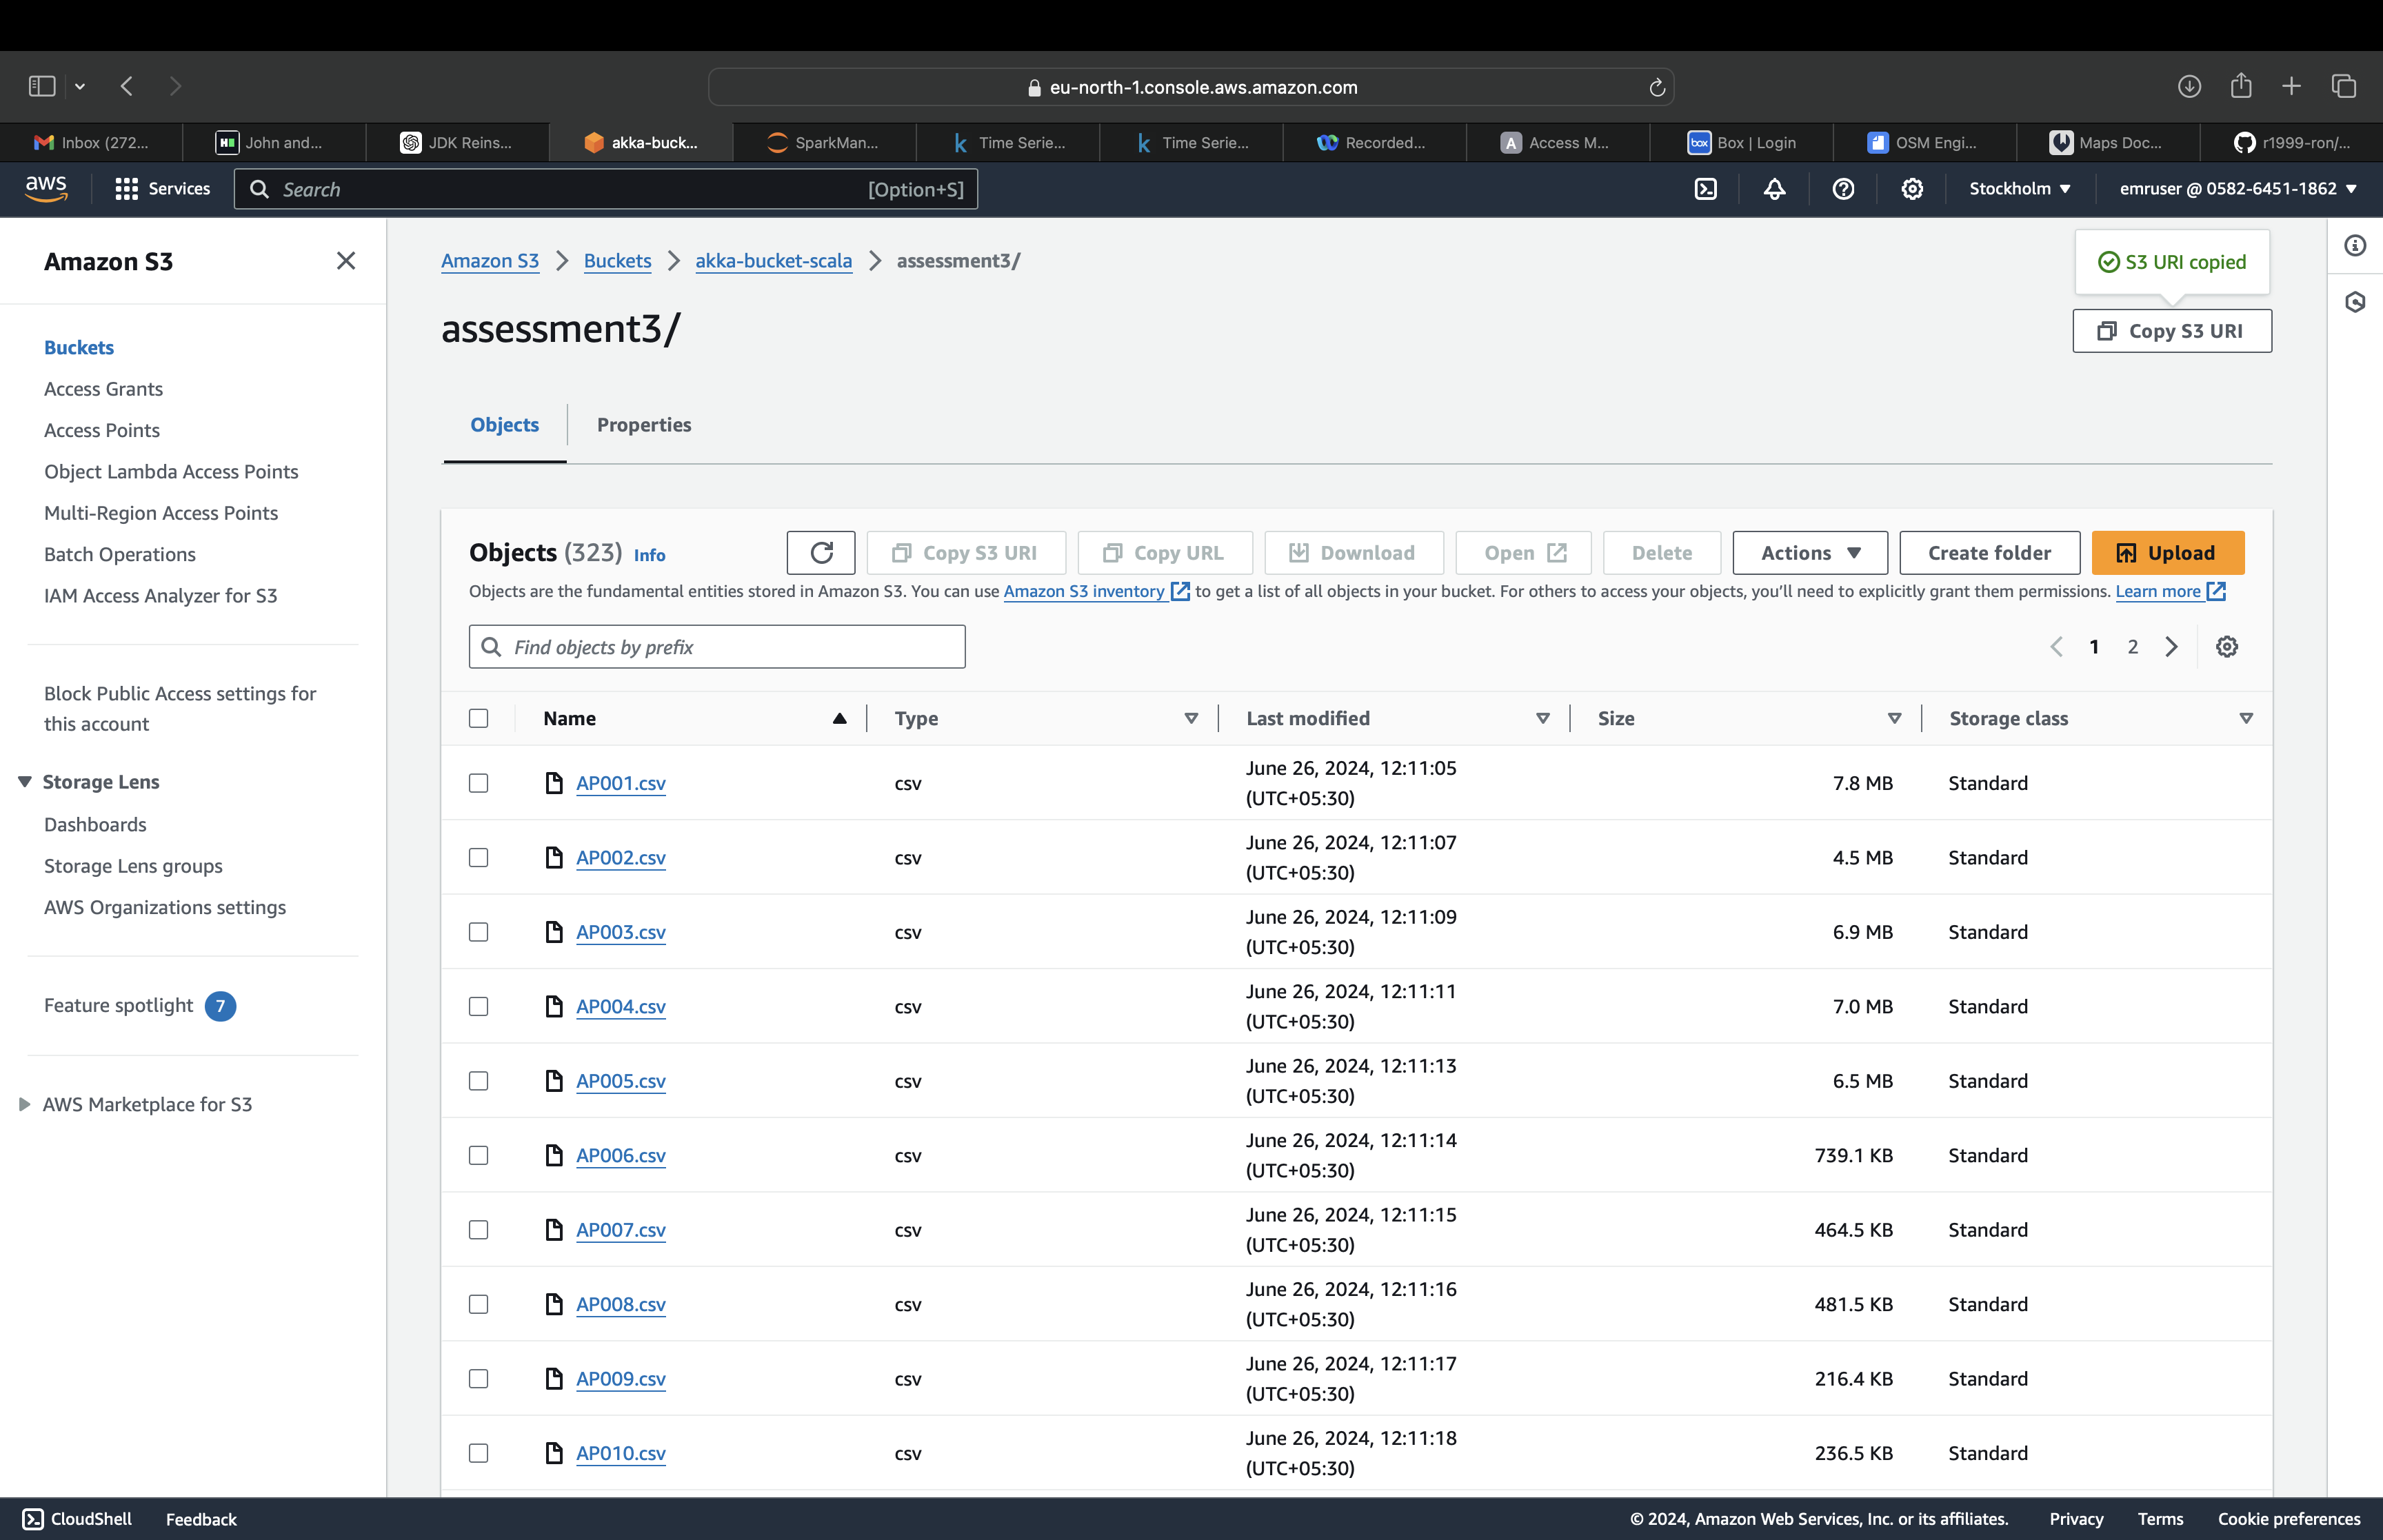 eu-north-1.console.aws.amazon.com
Inbox (272...
John and...
JDK Reins...
akka-buck...
SparkMan...
Time Serie...
Time Serie...
Recorded...
Access M...
box Box | Login
OSM Engi...
Maps Doc...
r1999-ron/...
aws
Services
Search [Option+S]
Stockholm
emruser @ 0582-6451-1862
Amazon S3
Buckets
Access Grants
Access Points
Object Lambda Access Points
Multi-Region Access Points
Batch Operations
IAM Access Analyzer for S3
Block Public Access settings for
this account
Storage Lens
Dashboards
Storage Lens groups
AWS Organizations settings
Feature spotlight 7
AWS Marketplace for S3
Amazon S3 > Buckets > akka-bucket-scala > assessment3/
S3 URI copied
assessment3/
Copy S3 URI
Objects
Properties
Objects (323) Info
Copy S3 URI
Copy URL
Download
Open
Delete
Actions
Create folder
Upload
Objects are the fundamental entities stored in Amazon S3. You can use Amazon S3 inventory to get a list of all objects in your bucket. For others to access your objects, you’ll need to explicitly grant them permissions. Learn more
Find objects by prefix
1 2
Name Type Last modified Size Storage class
AP001.csv csv June 26, 2024, 12:11:05 (UTC+05:30) 7.8 MB Standard
AP002.csv csv June 26, 2024, 12:11:07 (UTC+05:30) 4.5 MB Standard
AP003.csv csv June 26, 2024, 12:11:09 (UTC+05:30) 6.9 MB Standard
AP004.csv csv June 26, 2024, 12:11:11 (UTC+05:30) 7.0 MB Standard
AP005.csv csv June 26, 2024, 12:11:13 (UTC+05:30) 6.5 MB Standard
AP006.csv csv June 26, 2024, 12:11:14 (UTC+05:30) 739.1 KB Standard
AP007.csv csv June 26, 2024, 12:11:15 (UTC+05:30) 464.5 KB Standard
AP008.csv csv June 26, 2024, 12:11:16 (UTC+05:30) 481.5 KB Standard
AP009.csv csv June 26, 2024, 12:11:17 (UTC+05:30) 216.4 KB Standard
AP010.csv csv June 26, 2024, 12:11:18 (UTC+05:30) 236.5 KB Standard
CloudShell Feedback © 2024, Amazon Web Services, Inc. or its affiliates. Privacy Terms Cookie preferences